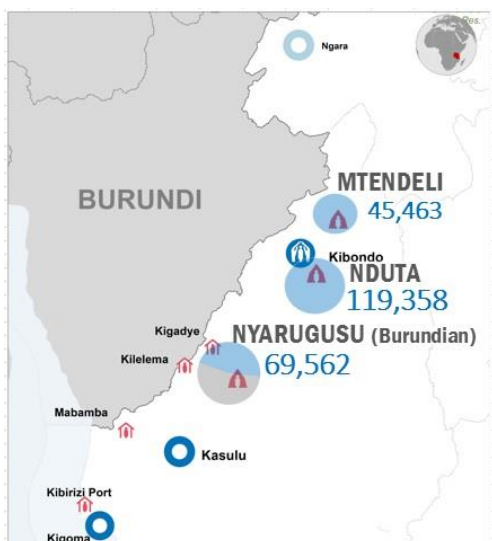 Res.
Ngara
BURUNDI
MTENDELI
45,463
Kibondo
NDUTA
119,358
Kigadye
NYARUGUSU (Burundian)
Kilelema
69,562
Mabamba
Kasulu
Kibirizi Port
Kigoma